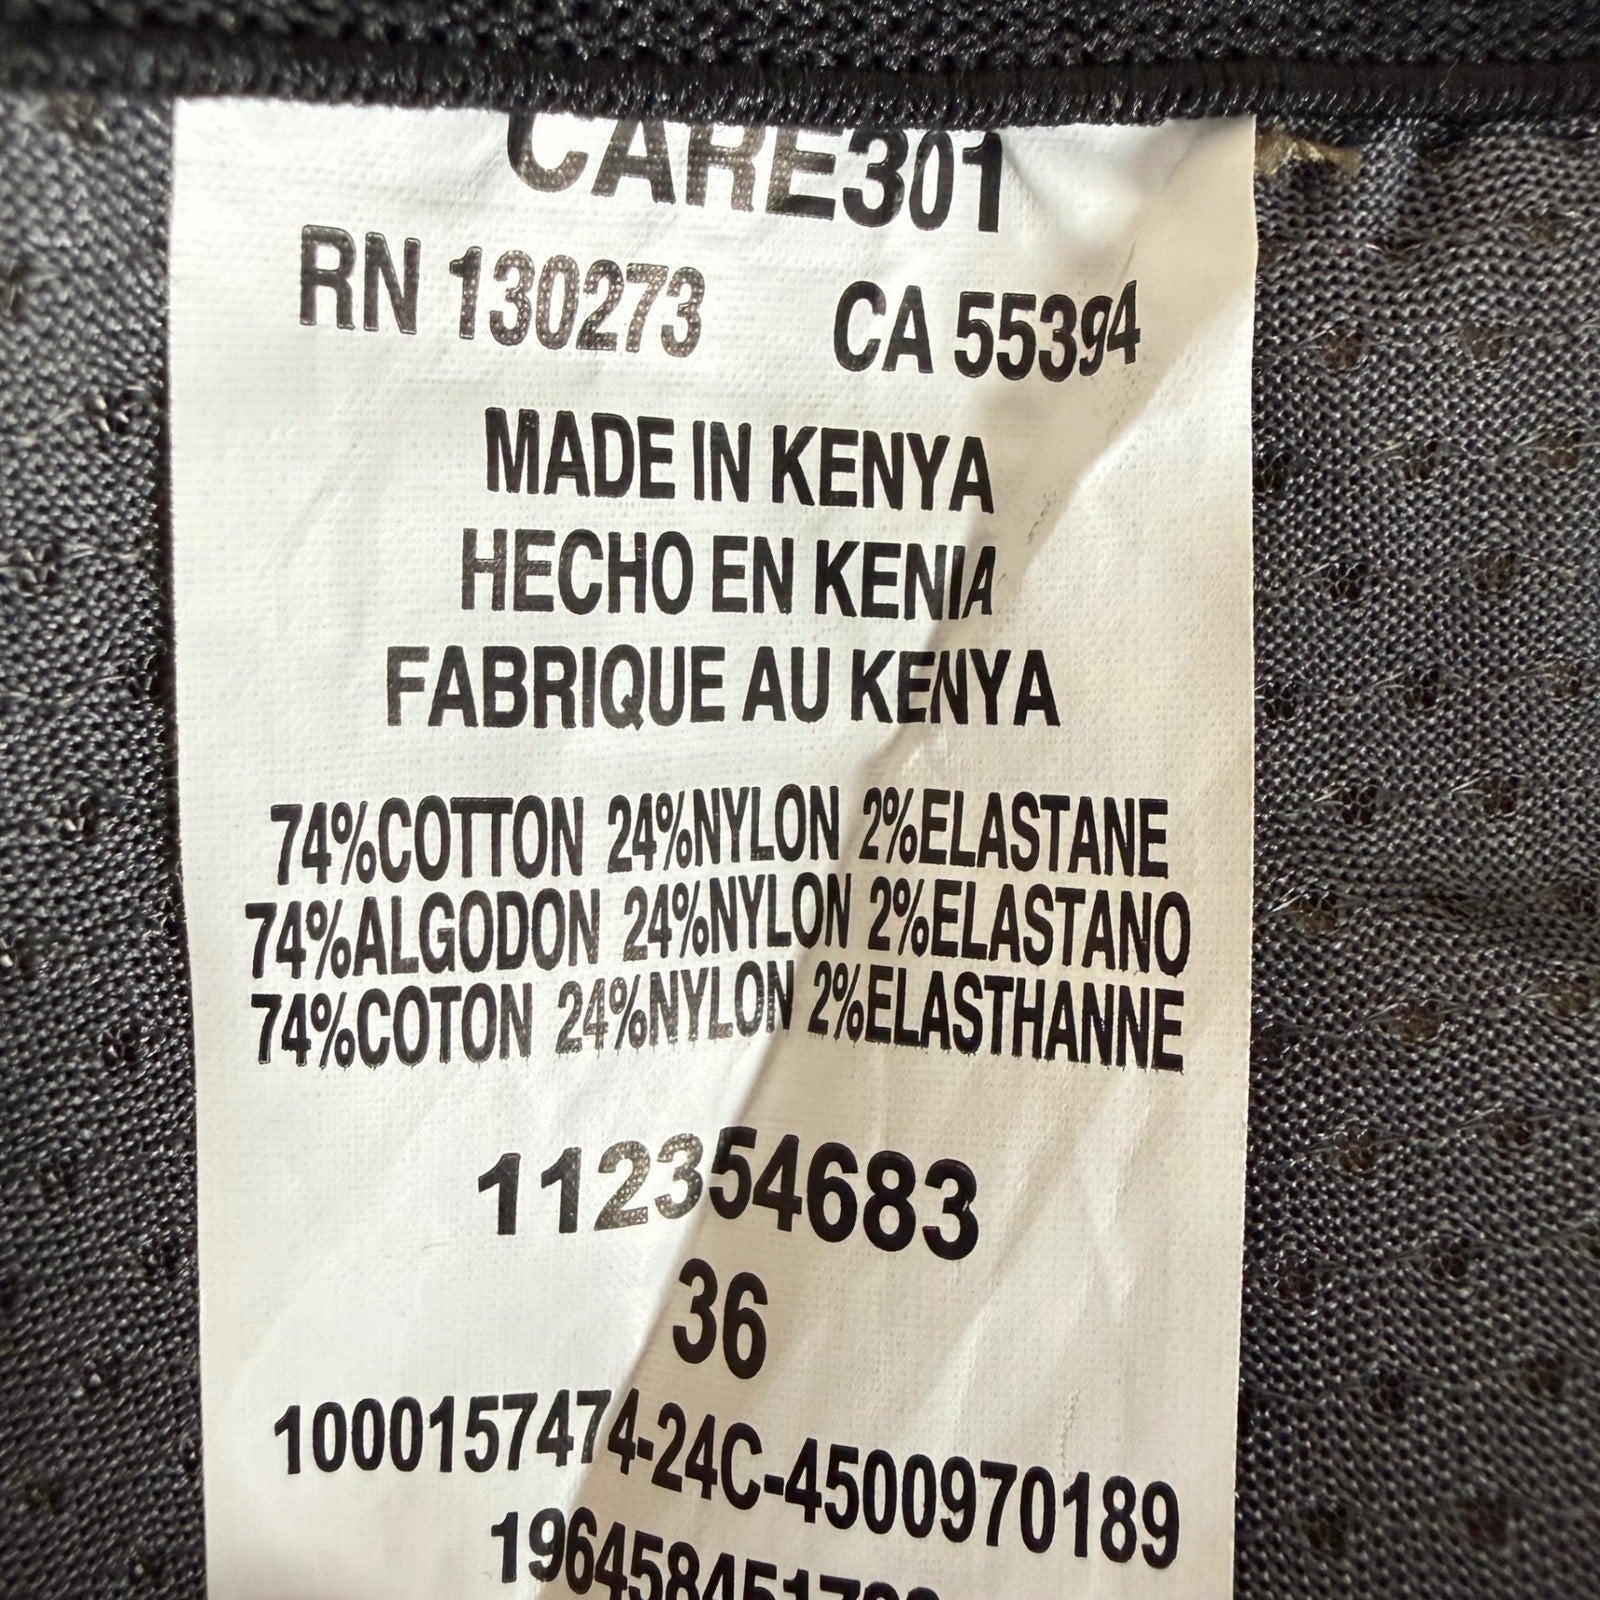 CARE301
RN 130273 CA 55394
MADE IN KENYA
HECHO EN KENIA
FABRIQUE AU KENYA
74%COTTON 24%NYLON 2%ELASTANE
74%ALGODON 24%NYLON 2%ELASTANO
74%COTON 24%NYLON 2%ELASTHANNE
112354683
36
1000157474-24C-4500970189